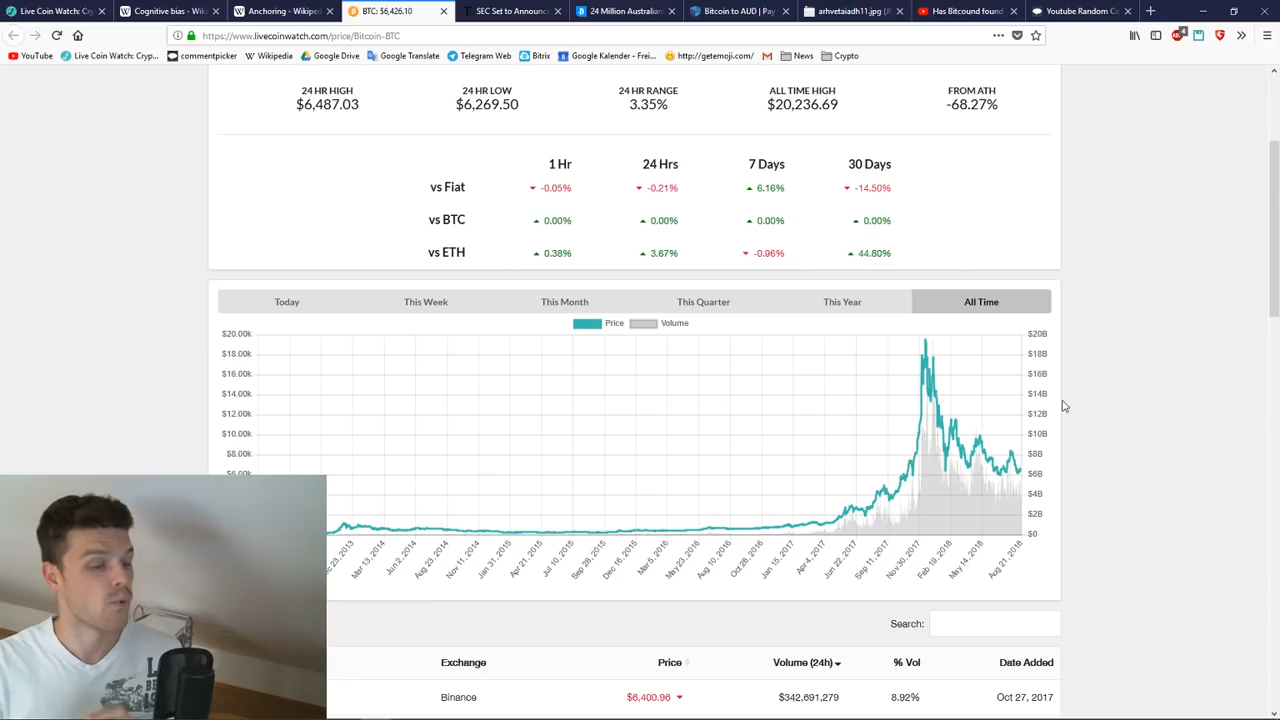 Live Coin Watch: Cry
Cognitive bias - Wiki
Anchoring - Wikiped
BTC: $6,426.10
SEC Set to Announc
24 Million Australian
Bitcoin to AUD | Pay
arhvetaiadh11.jpg (JP
Has Bitcound found
Youtube Random Co
https://www.livecoinwatch.com/price/Bitcoin-BTC
YouTube
Live Coin Watch: Cryp...
commentpicker
Wikipedia
Google Drive
Google Translate
Telegram Web
Bitrix
Google Kalender - Frei...
http://getemoji.com/
News
Crypto
24 HR HIGH 24 HR LOW 24 HR RANGE ALL TIME HIGH FROM ATH
$6,487.03 $6,269.50 3.35% $20,236.69 -68.27%
1 Hr 24 Hrs 7 Days 30 Days
vs Fiat -0.05% -0.21% 6.16% -14.50%
vs BTC 0.00% 0.00% 0.00% 0.00%
vs ETH 0.38% 3.67% -0.96% 44.80%
Today This Week This Month This Quarter This Year All Time
Price Volume
$20.00k $20B
$18.00k $18B
$16.00k $16B
$14.00k $14B
$12.00k $12B
$10.00k $10B
$8.00k $8B
$6.00k $6B
$4B
$2B
$0
Mar 13, 2014 Jun 2, 2014 Aug 23, 2014 Nov 11, 2014 Jan 31, 2015 Apr 21, 2015 Jul 10, 2015 Sep 28, 2015 Dec 16, 2015 Mar 5, 2016 May 23, 2016 Aug 10, 2016 Oct 28, 2016 Jan 15, 2017 Apr 4, 2017 Jun 22, 2017 Sep 11, 2017 Nov 30, 2017 Feb 19, 2018 May 14, 2018 Aug 21, 2018
Search:
Exchange Price Volume (24h) % Vol Date Added
Binance $6,400.96 $342,691,279 8.92% Oct 27, 2017